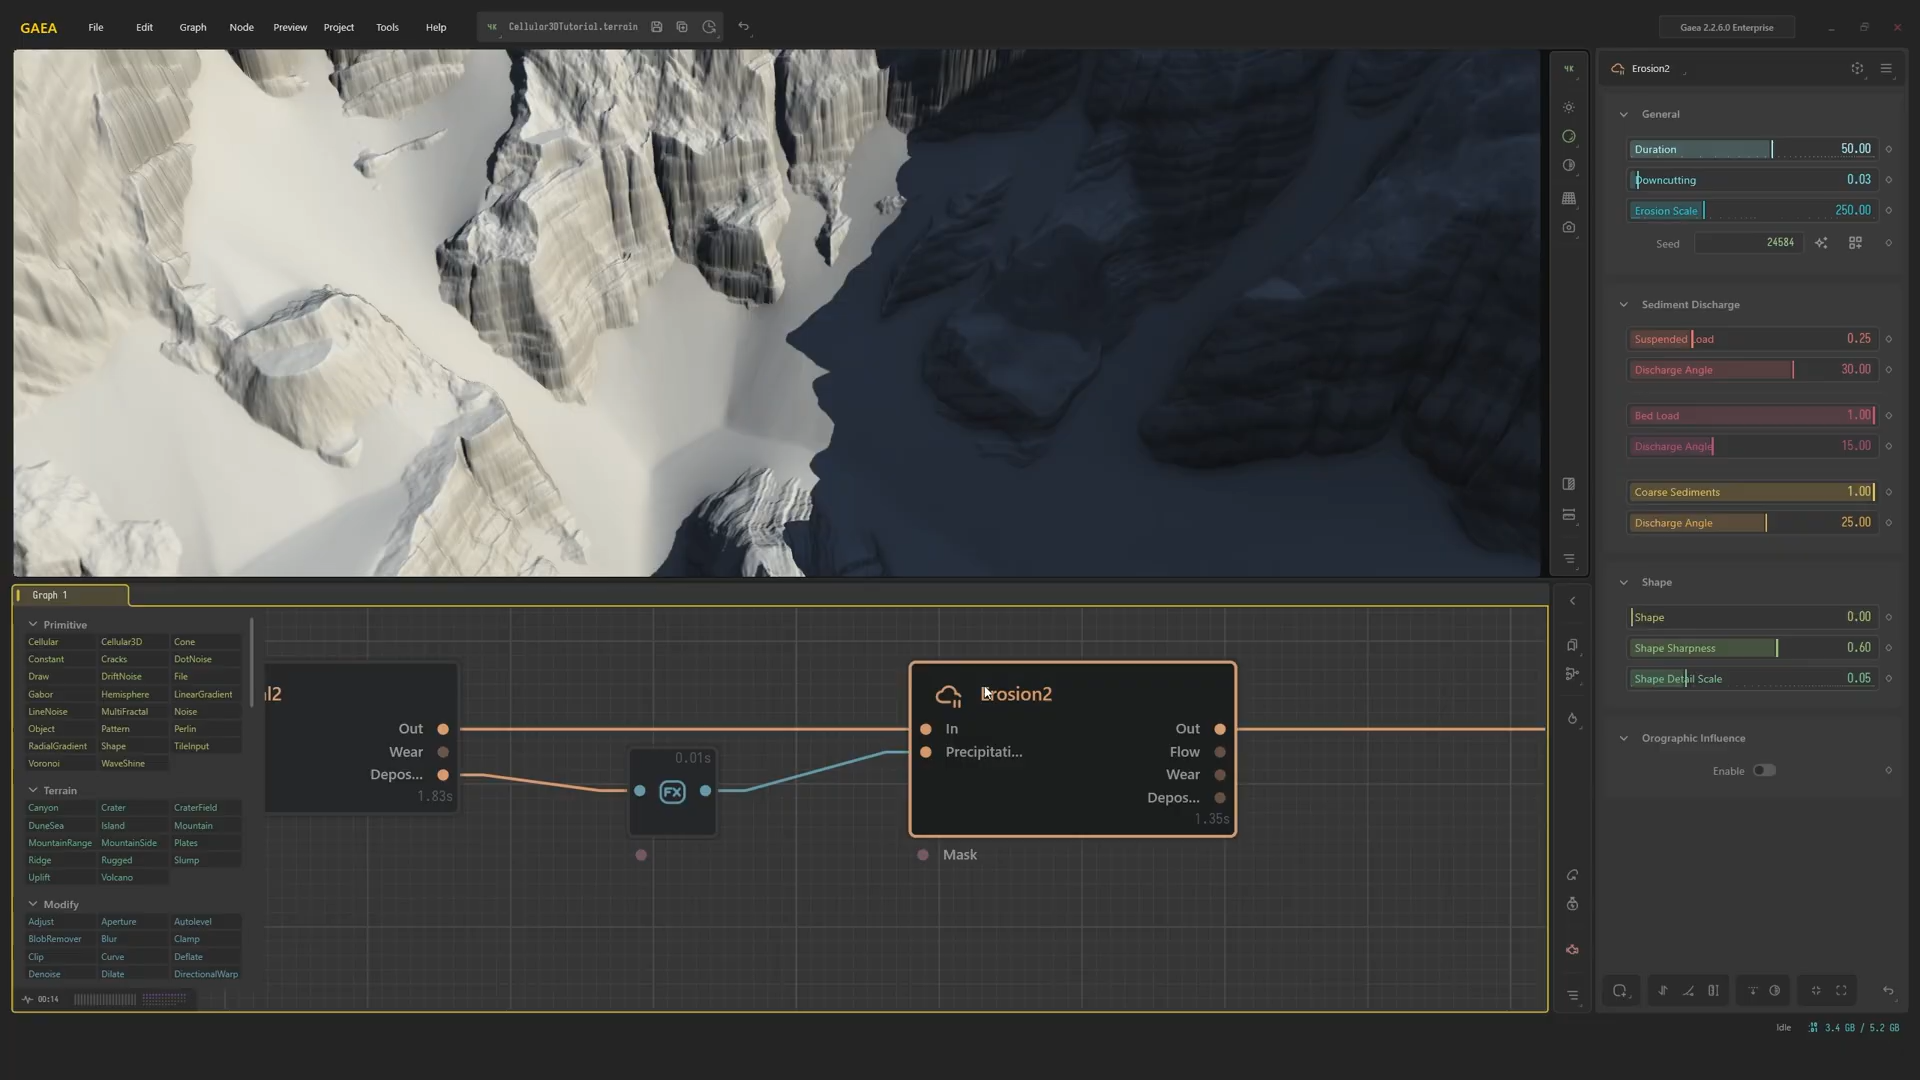 GAEA File Edit Graph Node Preview Project Tools Help 4K Cellular3DTutorial.terrain Gaea 2.2.6.0 Enterprise
4K
Erosion2
General
Duration 50.00
Downcutting 0.03
Erosion Scale 250.00
Seed 24584
Sediment Discharge
Suspended Load 0.25
Discharge Angle 30.00
Bed Load 1.00
Discharge Angle 15.00
Coarse Sediments 1.00
Discharge Angle 25.00
Shape
Shape 0.00
Shape Sharpness 0.60
Shape Detail Scale 0.05
Orographic Influence
Enable
Graph 1
Primitive
Cellular Cellular3D Cone
Constant Cracks DotNoise
Draw DriftNoise File
Gabor Hemisphere LinearGradient
LineNoise MultiFractal Noise
Object Pattern Perlin
RadialGradient Shape TileInput
Voronoi WaveShine
Terrain
Canyon Crater CraterField
DuneSea Island Mountain
MountainRange MountainSide Plates
Ridge Rugged Slump
Uplift Volcano
Modify
Adjust Aperture Autolevel
BlobRemover Blur Clamp
Clip Curve Deflate
Denoise Dilate DirectionalWarp
00:14
al2
Out
Wear
Depos...
1.83s
0.01s
FX
Erosion2
In Out
Precipitati... Flow
Wear
Depos...
1.35s
Mask
Idle 3.4 GB / 5.2 GB